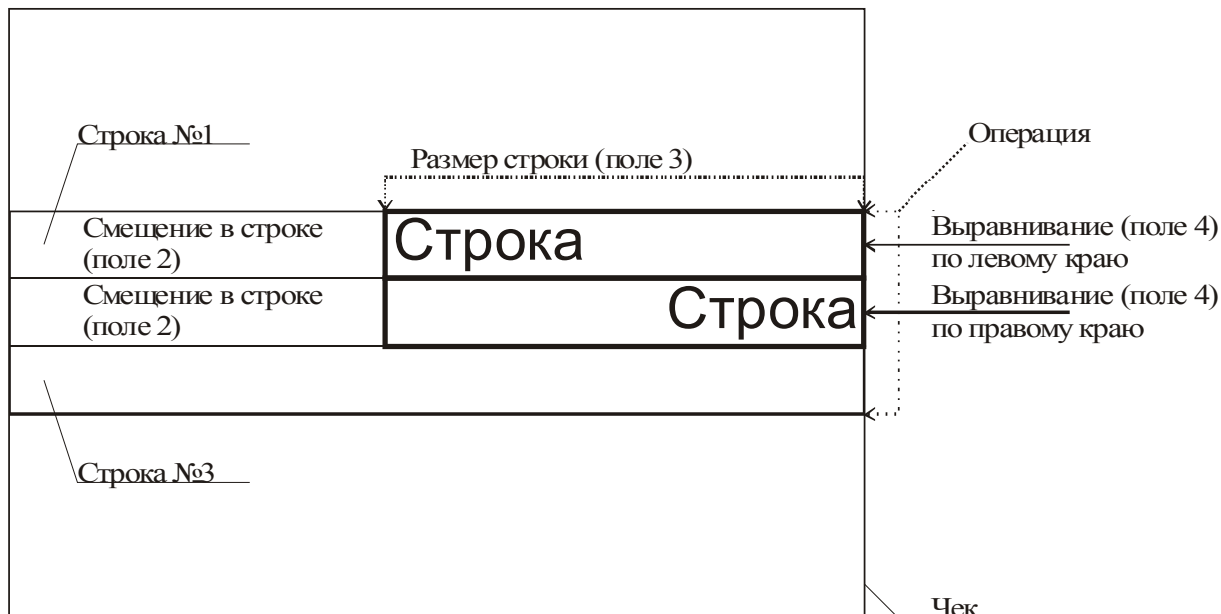 Строка №1
Операция
Размер строки (поле 3)
Смещение в строке
(поле 2)
Строка
Выравнивание (поле 4)
по левому краю
Смещение в строке
(поле 2)
Строка
Выравнивание (поле 4)
по правому краю
Строка №3
Чек